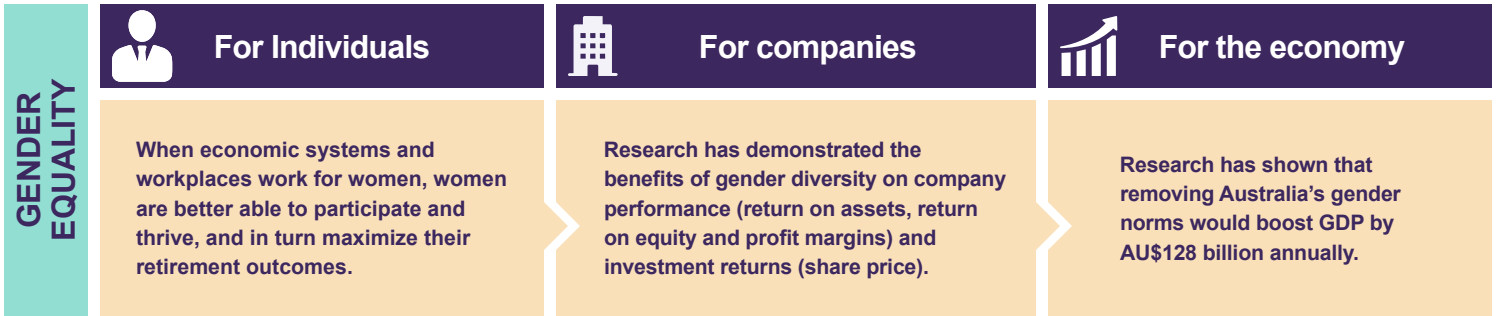 GENDER
EQUALITY
For Individuals
When economic systems and
workplaces work for women, women
are better able to participate and
thrive, and in turn maximize their
retirement outcomes.
For companies
Research has demonstrated the
benefits of gender diversity on company
performance (return on assets, return
on equity and profit margins) and
investment returns (share price).
For the economy
Research has shown that
removing Australia’s gender
norms would boost GDP by
AU$128 billion annually.